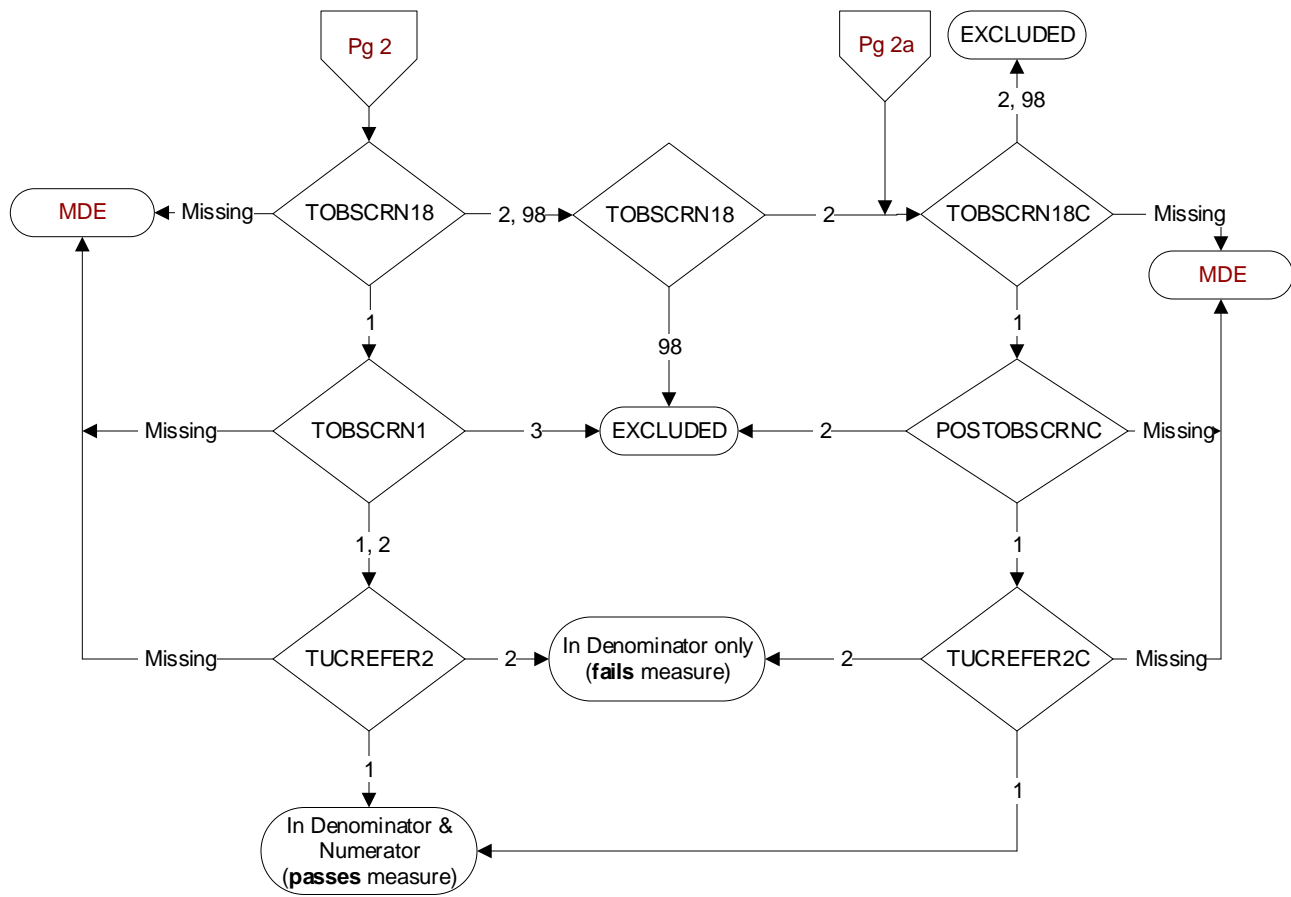 Pg 2
Pg 2a
EXCLUDED
2, 98
MDE
Missing
TOBSCRN18
2, 98
TOBSCRN18
2
TOBSCRN18C
Missing
MDE
1
98
1
Missing
TOBSCRN1
3
EXCLUDED
2
POSTOBSCRNC
Missing
1, 2
1
Missing
TUCREFER2
2
In Denominator only
(fails measure)
2
TUCREFER2C
Missing
1
1
In Denominator &
Numerator
(passes measure)